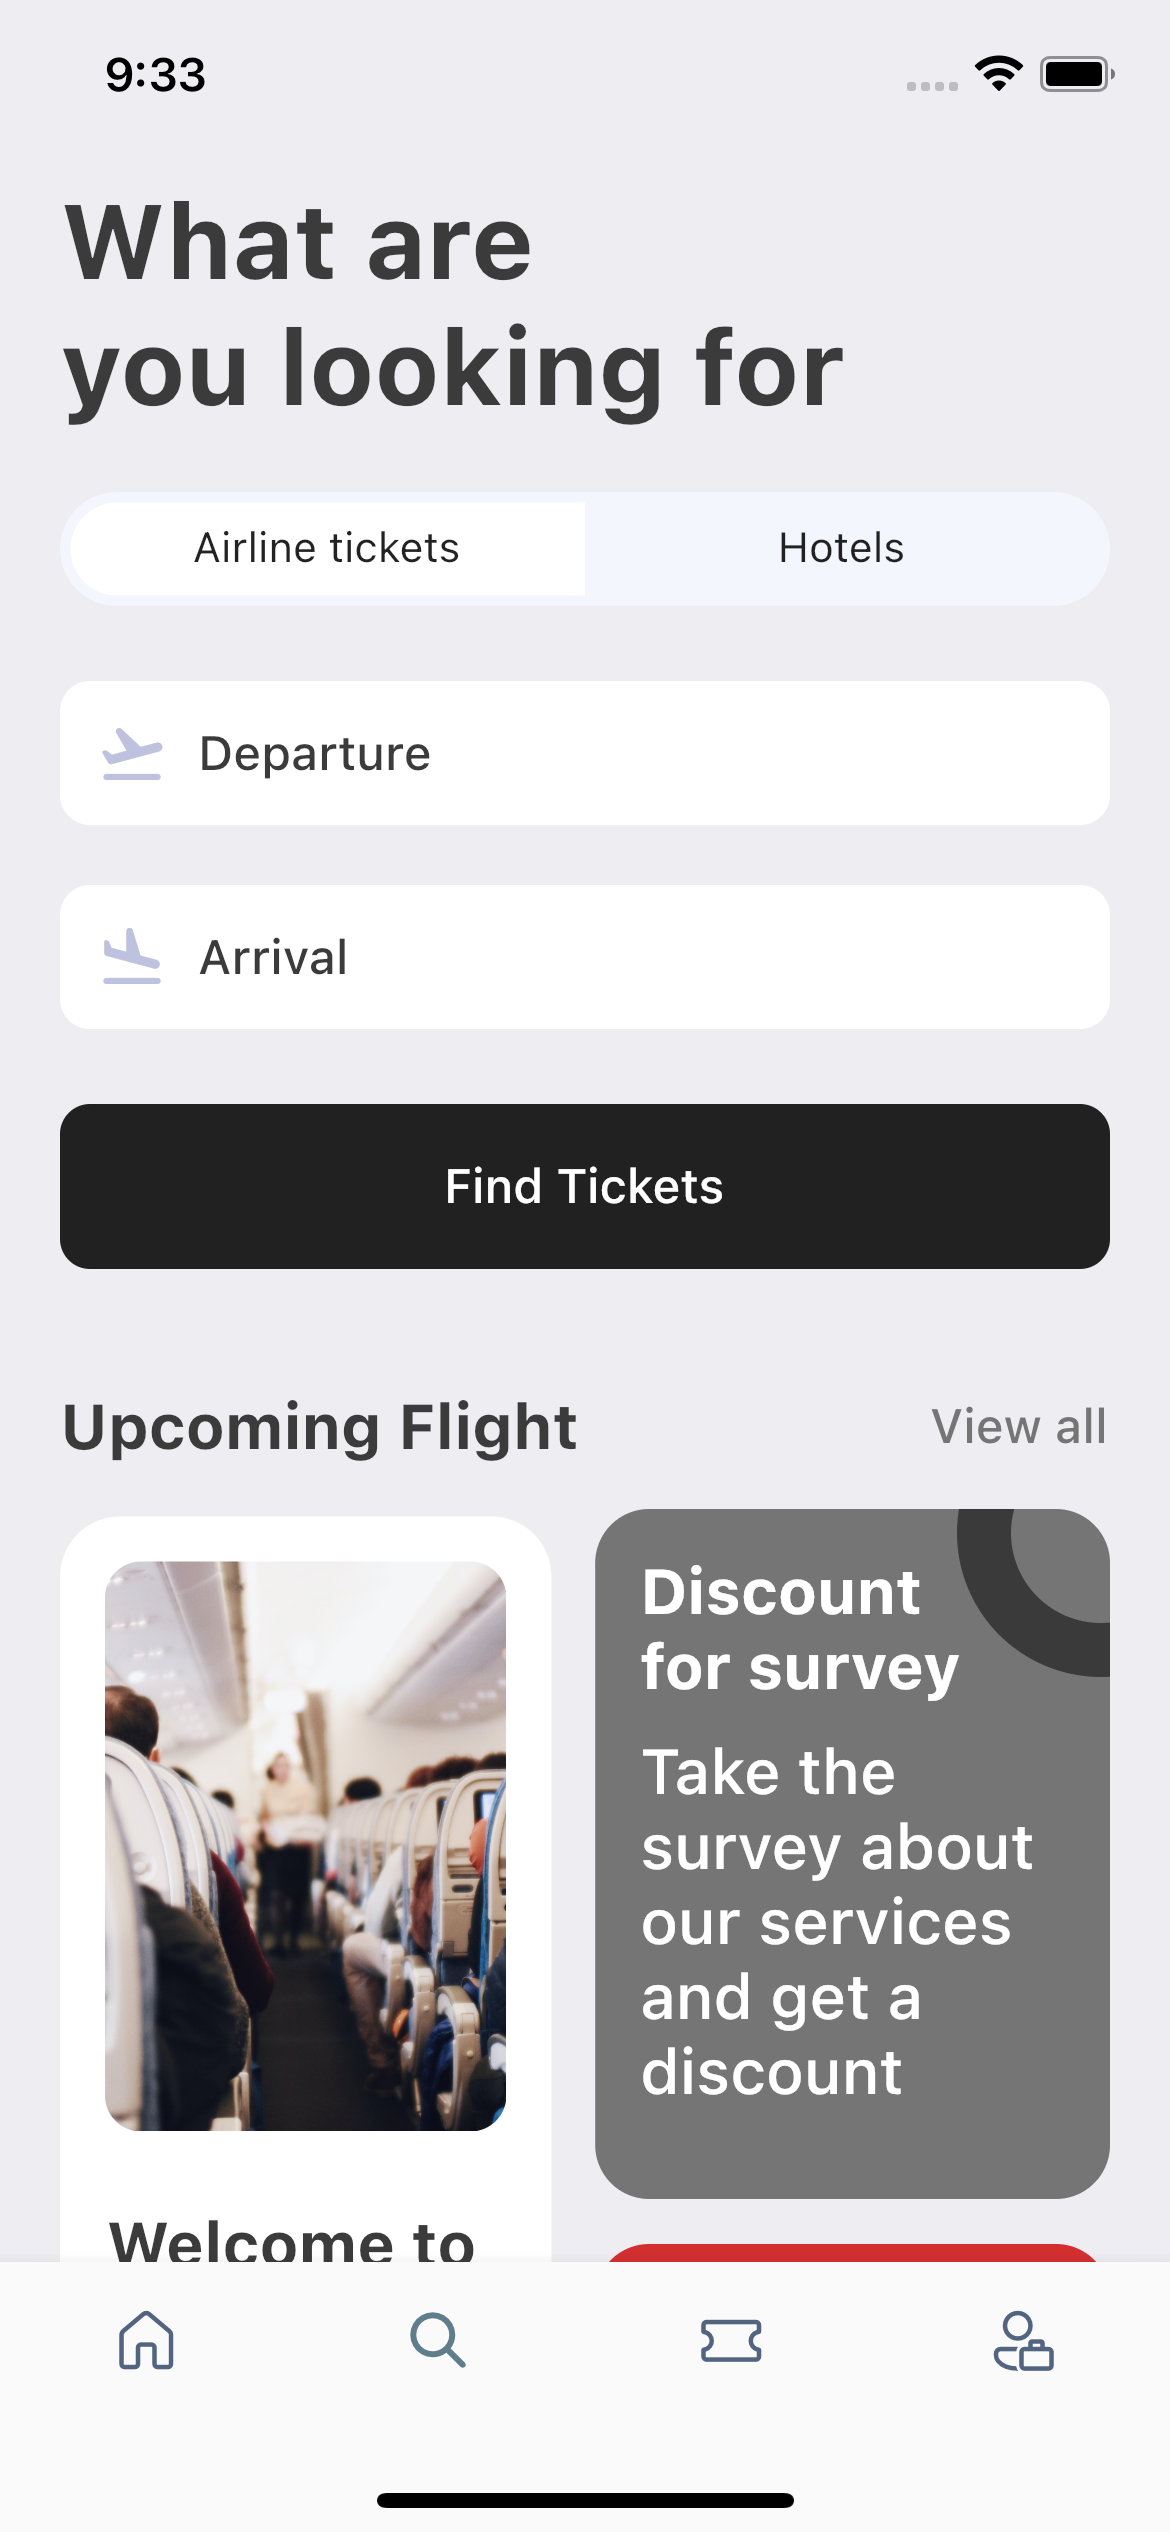 9:33
What are
you looking for
Airline tickets
Hotels
Departure
Arrival
Find Tickets
Upcoming Flight
View all
Discount
for survey
Take the
survey about
our services
and get a
discount
Welcome to